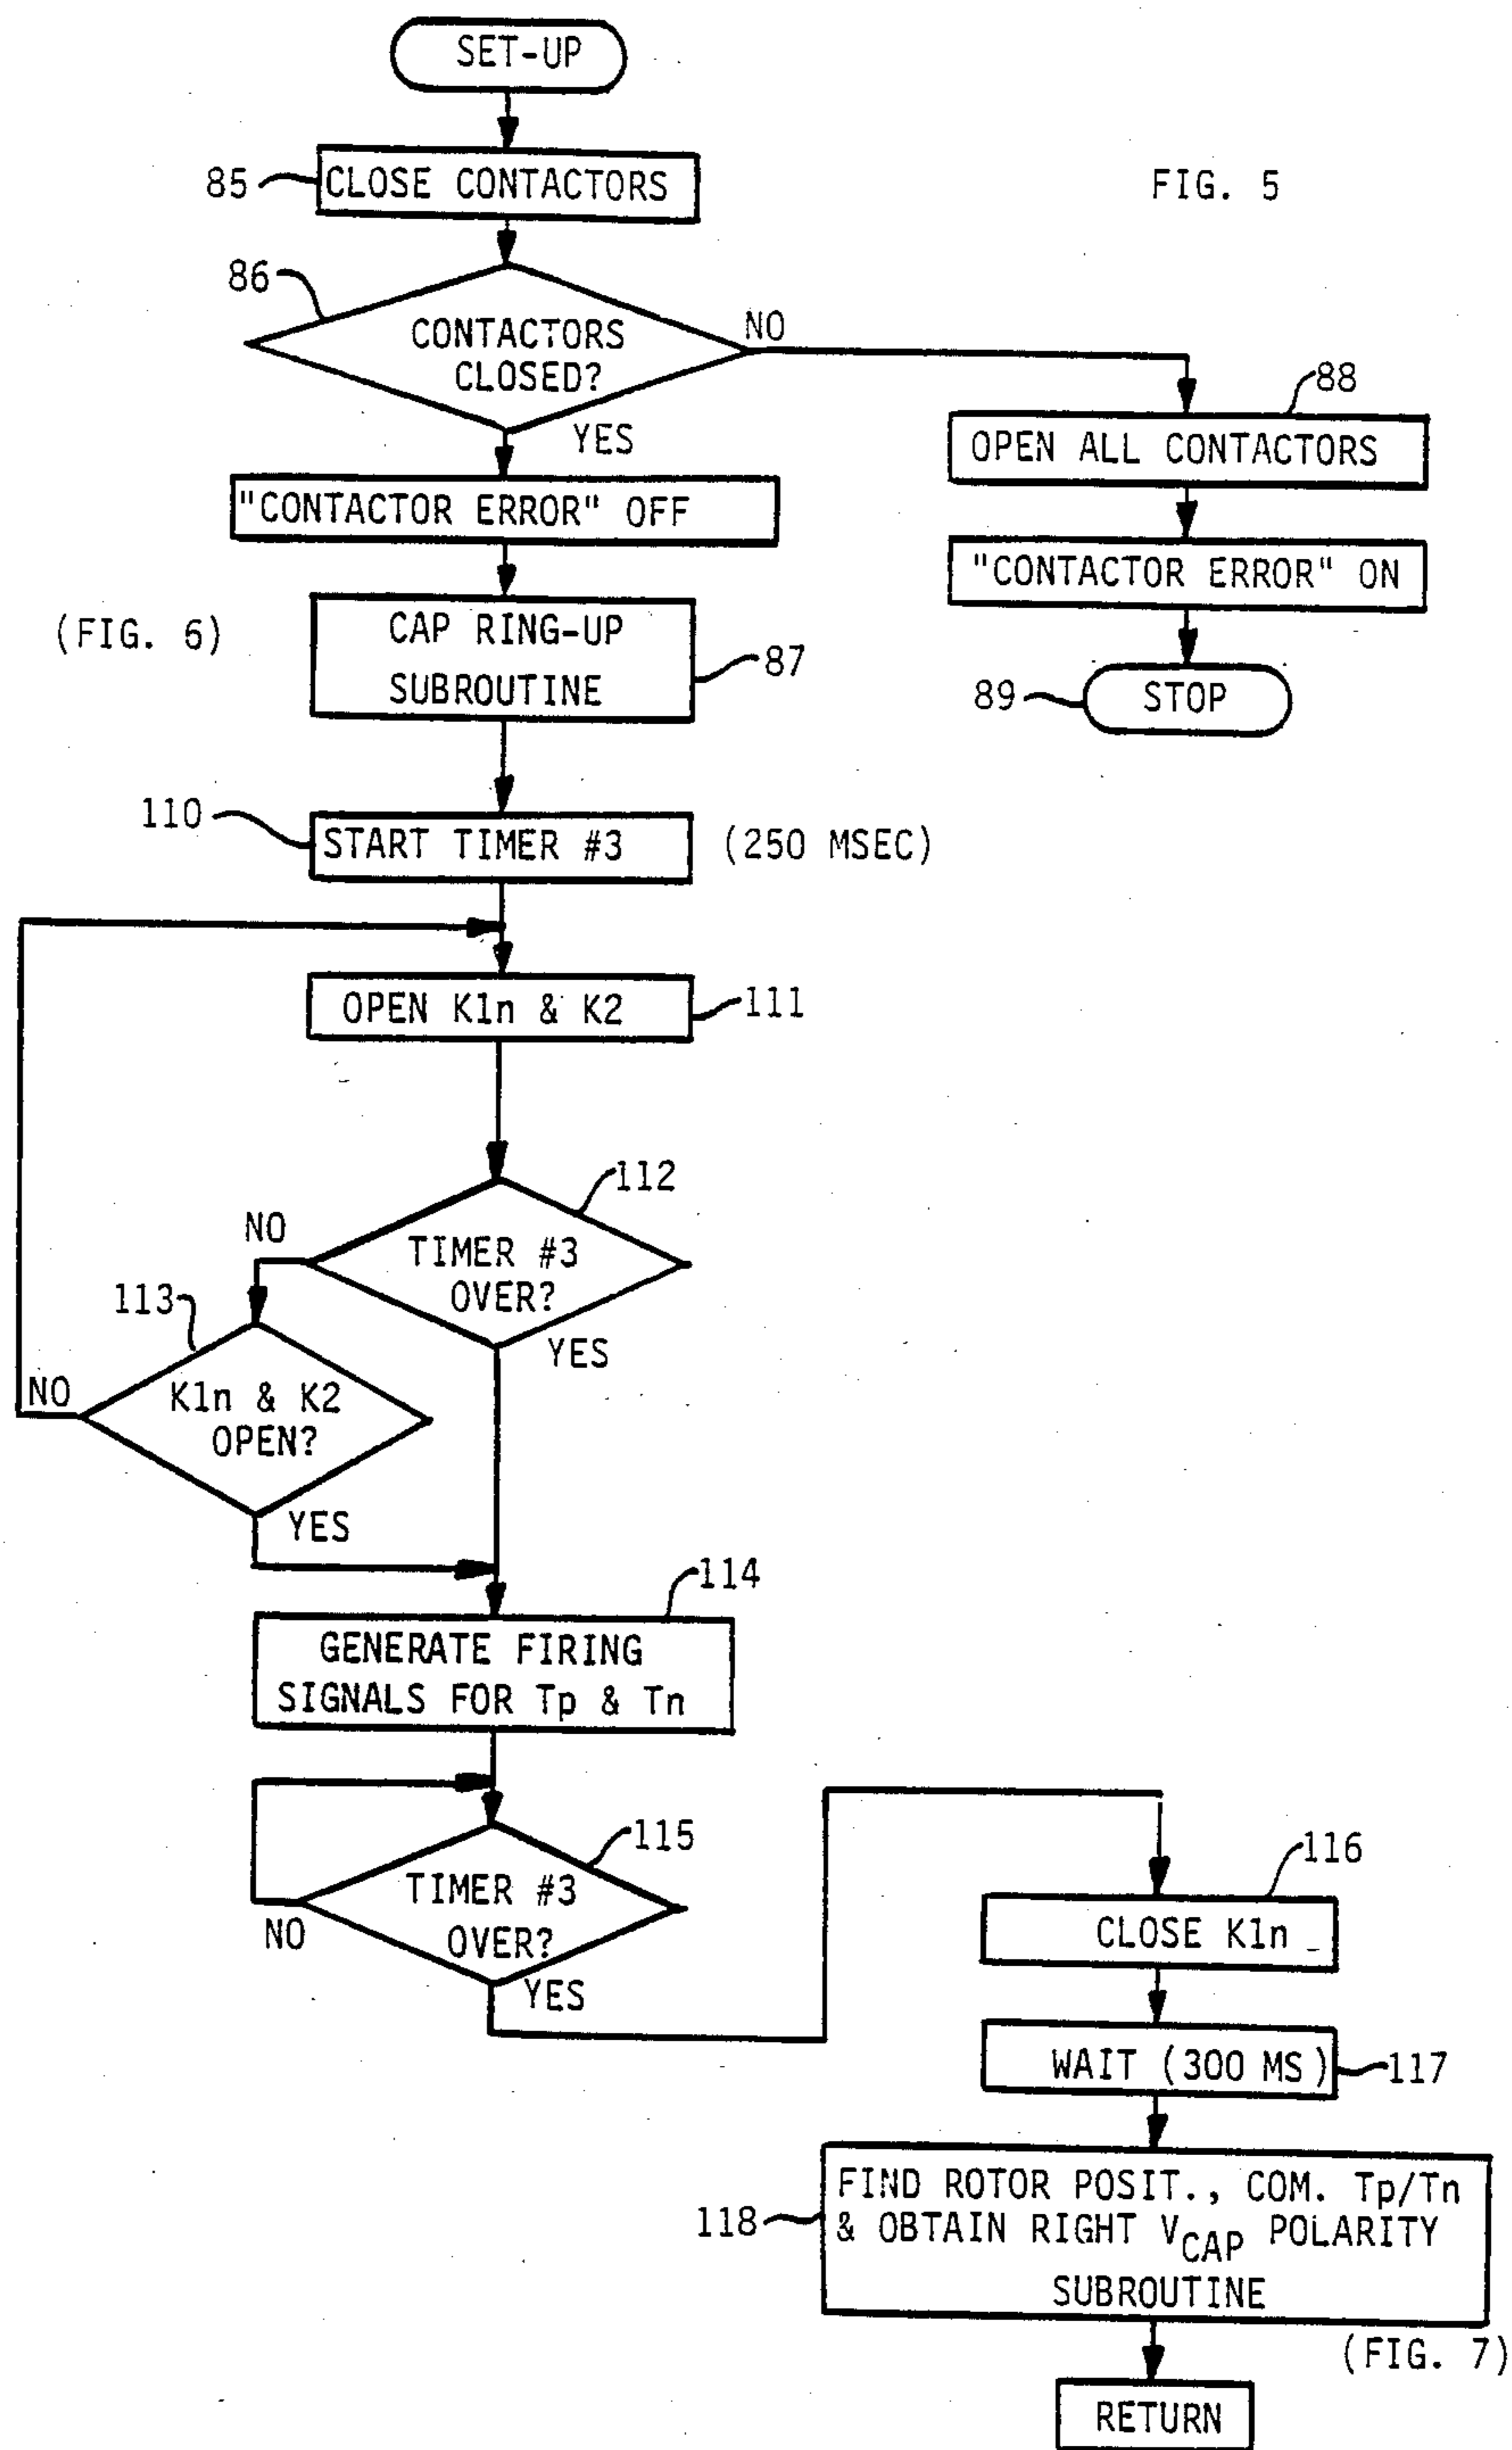 SET-UP
85
CLOSE CONTACTORS
FIG. 5
86
CONTACTORS
CLOSED?
NO
YES
88
OPEN ALL CONTACTORS
"CONTACTOR ERROR" OFF
"CONTACTOR ERROR" ON
(FIG. 6)
CAP RING-UP
SUBROUTINE
87
89
STOP
110
START TIMER #3
(250 MSEC)
OPEN K1n & K2
111
112
NO
TIMER #3
OVER?
YES
113
NO
K1n & K2
OPEN?
YES
114
GENERATE FIRING
SIGNALS FOR Tp & Tn
115
TIMER #3
OVER?
NO
YES
116
CLOSE K1n
WAIT (300 MS)
117
118
FIND ROTOR POSIT., COM. Tp/Tn
& OBTAIN RIGHT VCAP POLARITY
SUBROUTINE
(FIG. 7)
RETURN